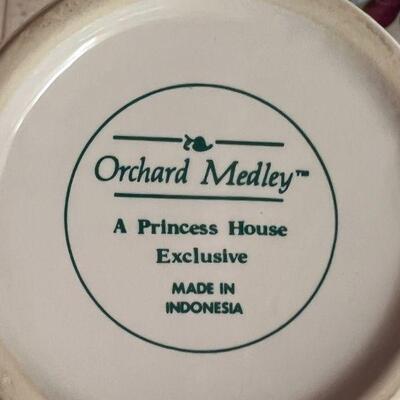 Orchard Medley™
A Princess House
Exclusive
MADE IN
INDONESIA